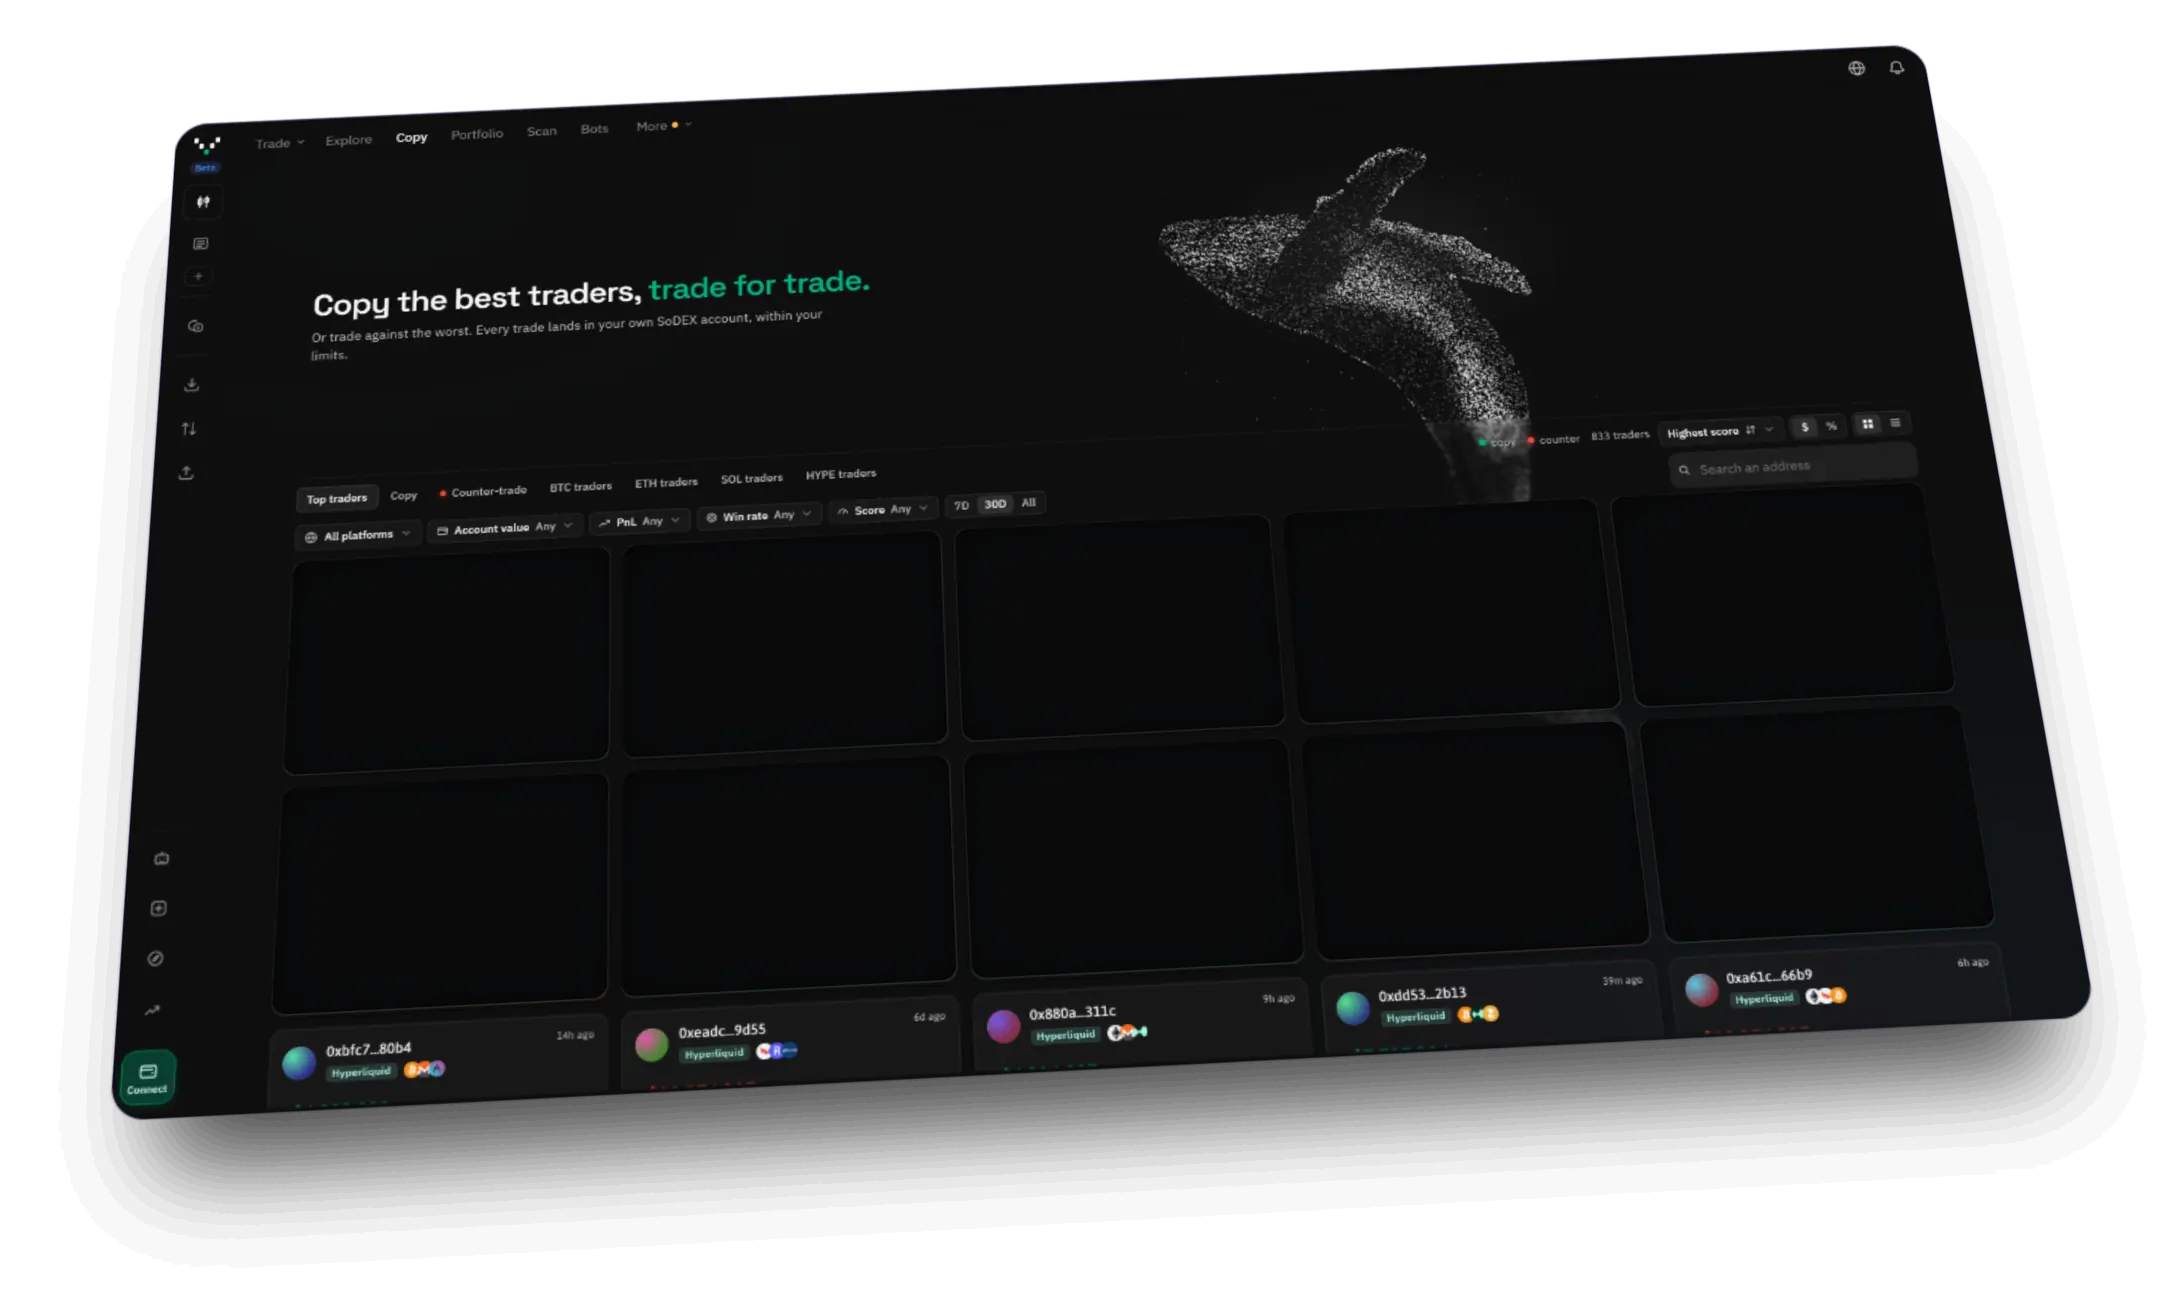 Trade Explore Copy Portfolio Scan Bots More
Beta
Copy the best traders, trade for trade.
Or trade against the worst. Every trade lands in your own SoDEX account, within your
limits.
copy counter 833 traders Highest score $ %
Search an address
Top traders Copy Counter-trade BTC traders ETH traders SOL traders HYPE traders
All platforms Account value Any PnL Any Win rate Any Score Any 7D 30D All
0xbfc7...80b4 14h ago
Hyperliquid
0xeadc...9d55 6d ago
Hyperliquid
0x880a...311c 9h ago
Hyperliquid
0xdd53...2b13 39m ago
Hyperliquid
0xa61c...66b9 6h ago
Hyperliquid
Connect